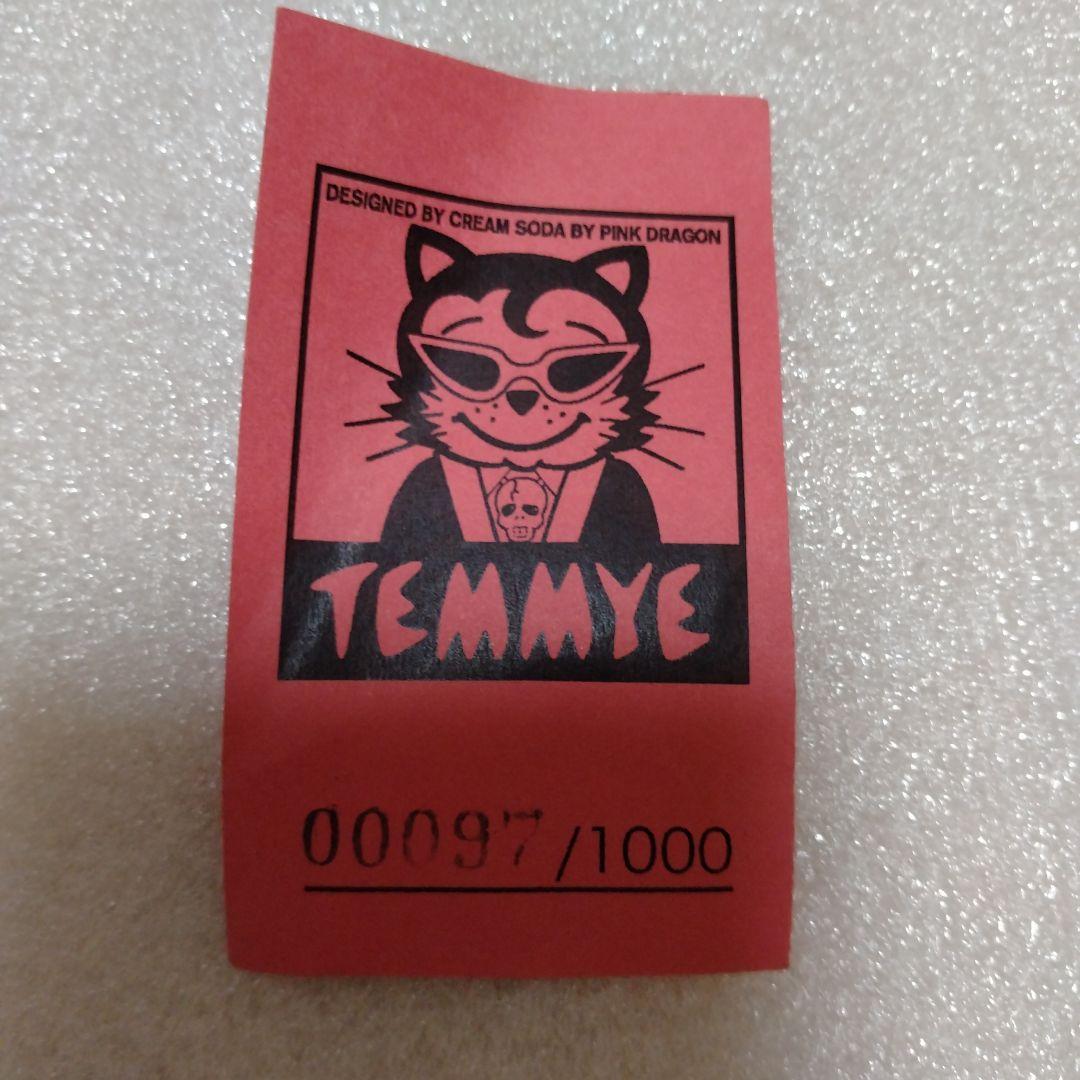 DESIGNED BY CREAM SODA BY PINK DRAGON
TEMMYE
00097/1000